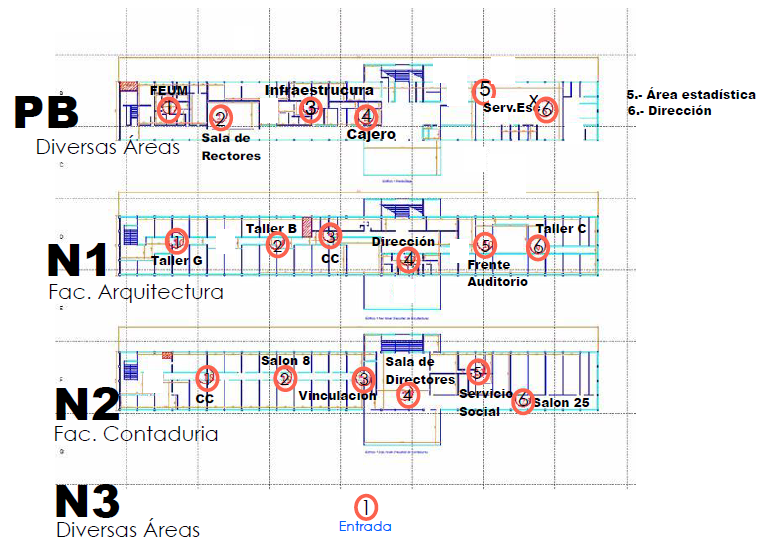 PB
Diversas Áreas
FEUM
1
2
Sala de
Rectores
Infraestrucura
3
4
Cajero
5
Serv.Esc
X
6
5.- Área estadística
6.- Dirección
N1
Fac. Arquitectura
1
Taller G
Taller B
2
3
CC
Dirección
4
5
Frente
Auditorio
Taller C
6
N2
Fac. Contaduria
1
CC
Salon 8
2
Vinculación
3
Sala de
Directores
4
5
Servicio
Social
6
Salon 25
N3
Diversas Áreas
1
Entrada